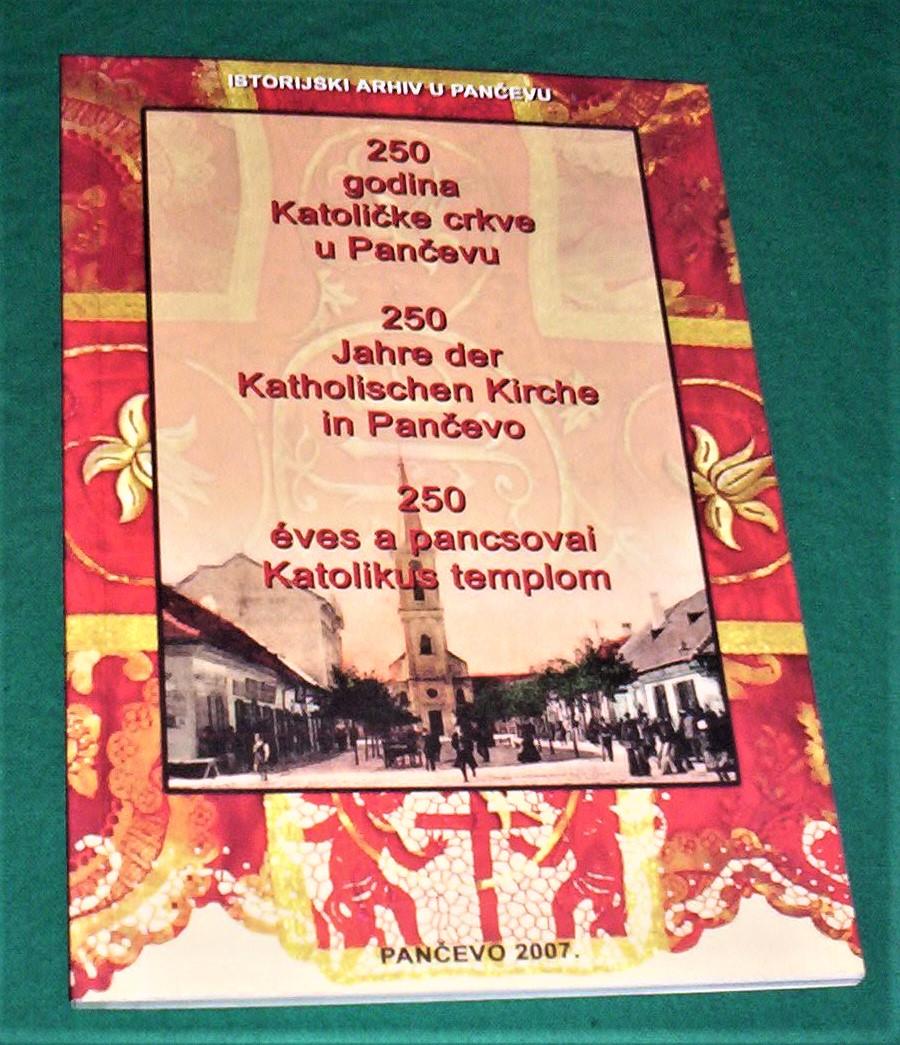 ISTORIJSKI ARHIV U PANČEVU
250
godina
Katoličke crkve
u Pančevu
250
Jahre der
Katholischen Kirche
in Pančevo
250
éves a pancsovai
Katolikus templom
PANČEVO 2007.